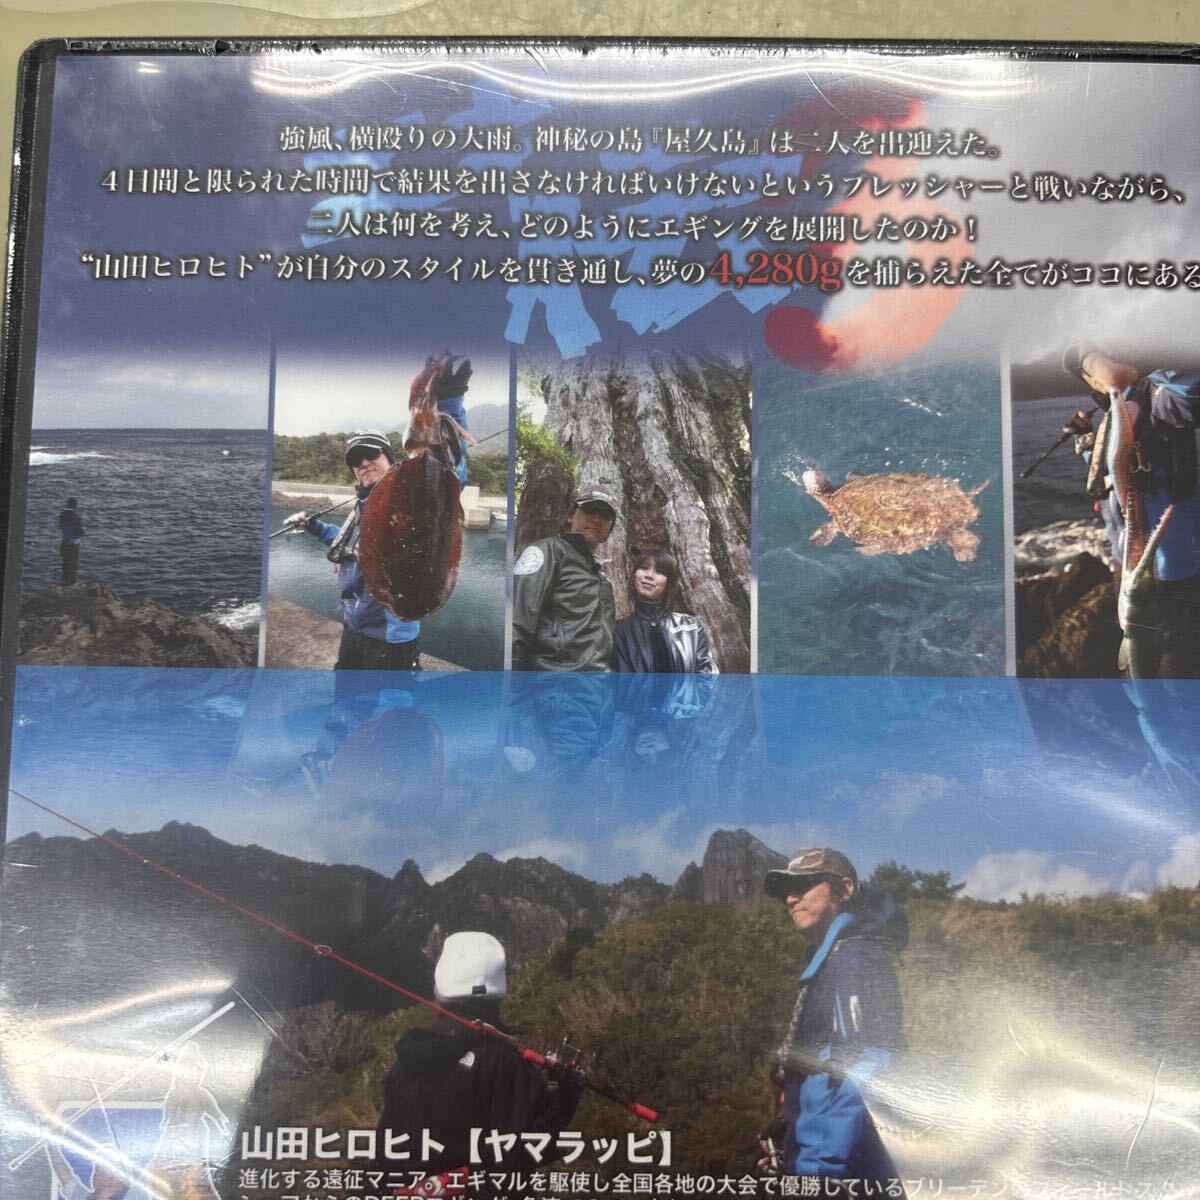 強風、横殴りの大雨。神秘の島『屋久島』は二人を出迎えた。
4日間と限られた時間で結果を出さなければいけないというプレッシャーと戦いながら、
二人は何を考え、どのようにエギングを展開したのか！
“山田ヒロヒト”が自分のスタイルを貫き通し、夢の4,280gを捕らえた全てがココにある
山田ヒロヒト【ヤマラッピ】
進化する遠征マニア。エギマルを駆使し全国各地の大会で優勝しているブリーデン